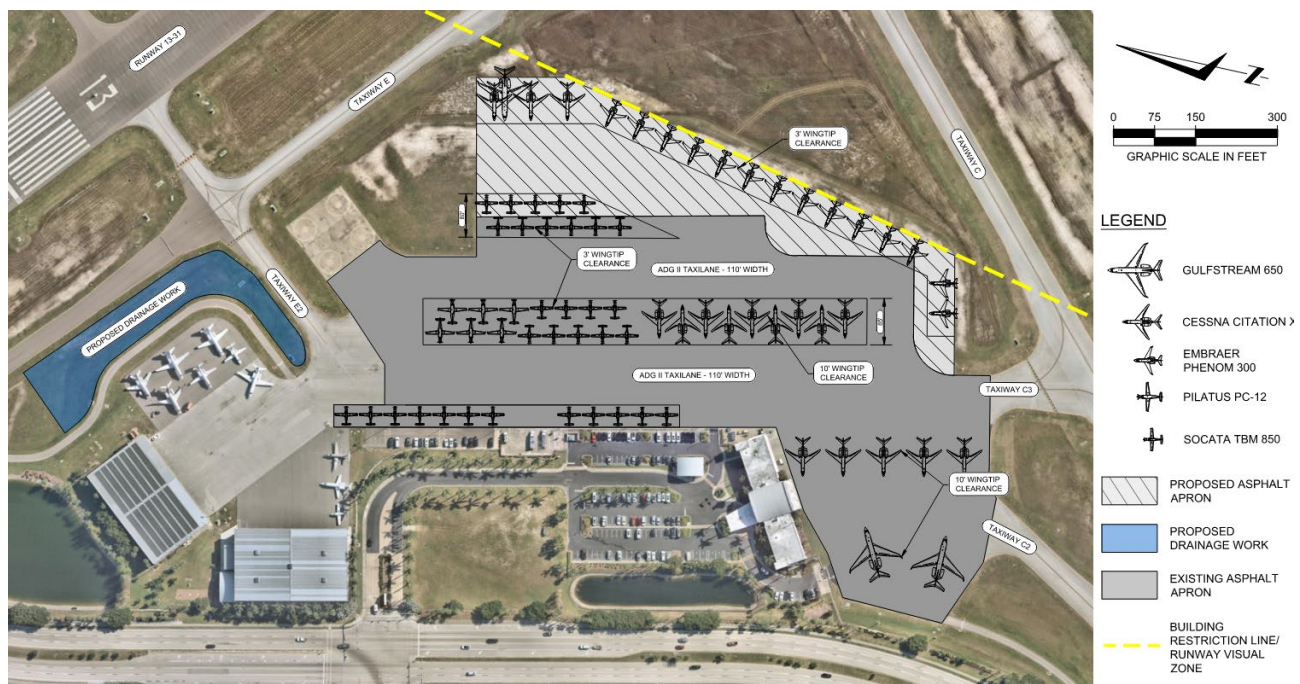 RUNWAY 13-31
TAXIWAY E
3' WINGTIP
CLEARANCE
TAXIWAY C
0 75 150 300
GRAPHIC SCALE IN FEET
LEGEND
GULFSTREAM 650
CESSNA CITATION X
EMBRAER
PHENOM 300
PILATUS PC-12
SOCATA TBM 850
PROPOSED ASPHALT
APRON
PROPOSED
DRAINAGE WORK
EXISTING ASPHALT
APRON
BUILDING
RESTRICTION LINE/
RUNWAY VISUAL
ZONE
3' WINGTIP
CLEARANCE
ADG II TAXILANE - 110' WIDTH
TAXIWAY E2
PROPOSED DRAINAGE WORK
10' WINGTIP
CLEARANCE
ADG II TAXILANE - 110' WIDTH
TAXIWAY C3
10' WINGTIP
CLEARANCE
TAXIWAY C2